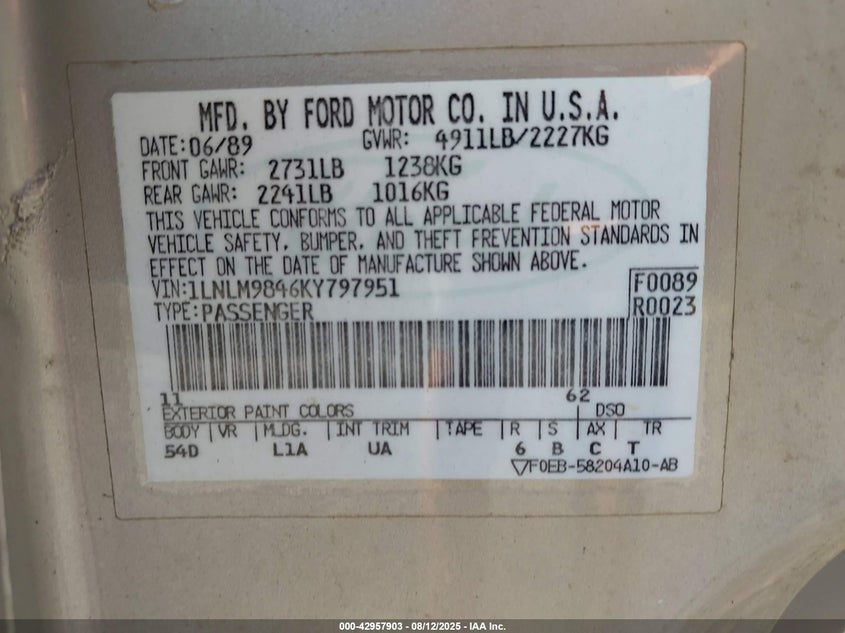 MFD. BY FORD MOTOR CO. IN U.S.A.
DATE: 06/89 GVWR: 4911LB/2227KG
FRONT GAWR: 2731LB 1238KG
REAR GAWR: 2241LB 1016KG
THIS VEHICLE CONFORMS TO ALL APPLICABLE FEDERAL MOTOR
VEHICLE SAFETY, BUMPER, AND THEFT PREVENTION STANDARDS IN
EFFECT ON THE DATE OF MANUFACTURE SHOWN ABOVE.
VIN:1LNLM9846KY797951 F0089
TYPE:PASSENGER R0023
11 62
EXTERIOR PAINT COLORS DSO
BODY VR MLDG. INT TRIM TAPE R S AX TR
54D L1A UA 6 B C T
F0EB-58204A10-AB
000-42957903 - 08/12/2025 - IAA Inc.